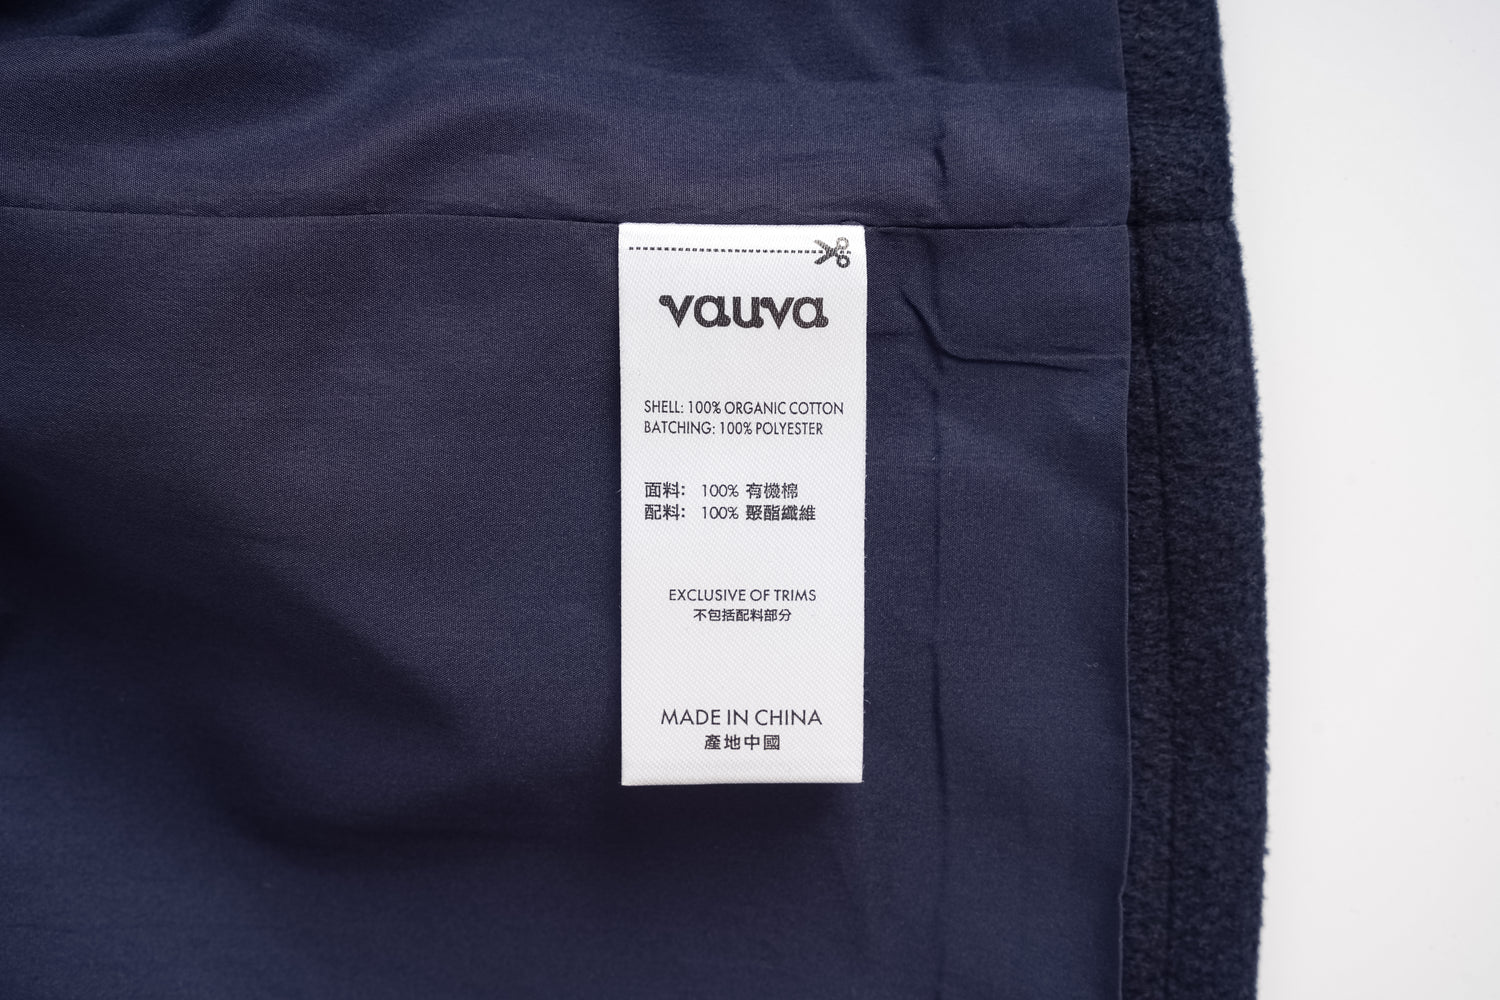 vauva
SHELL: 100% ORGANIC COTTON
BATCHING: 100% POLYESTER
面料: 100% 有機棉
配料: 100% 聚酯纖維
EXCLUSIVE OF TRIMS
不包括配料部分
MADE IN CHINA
產地中國